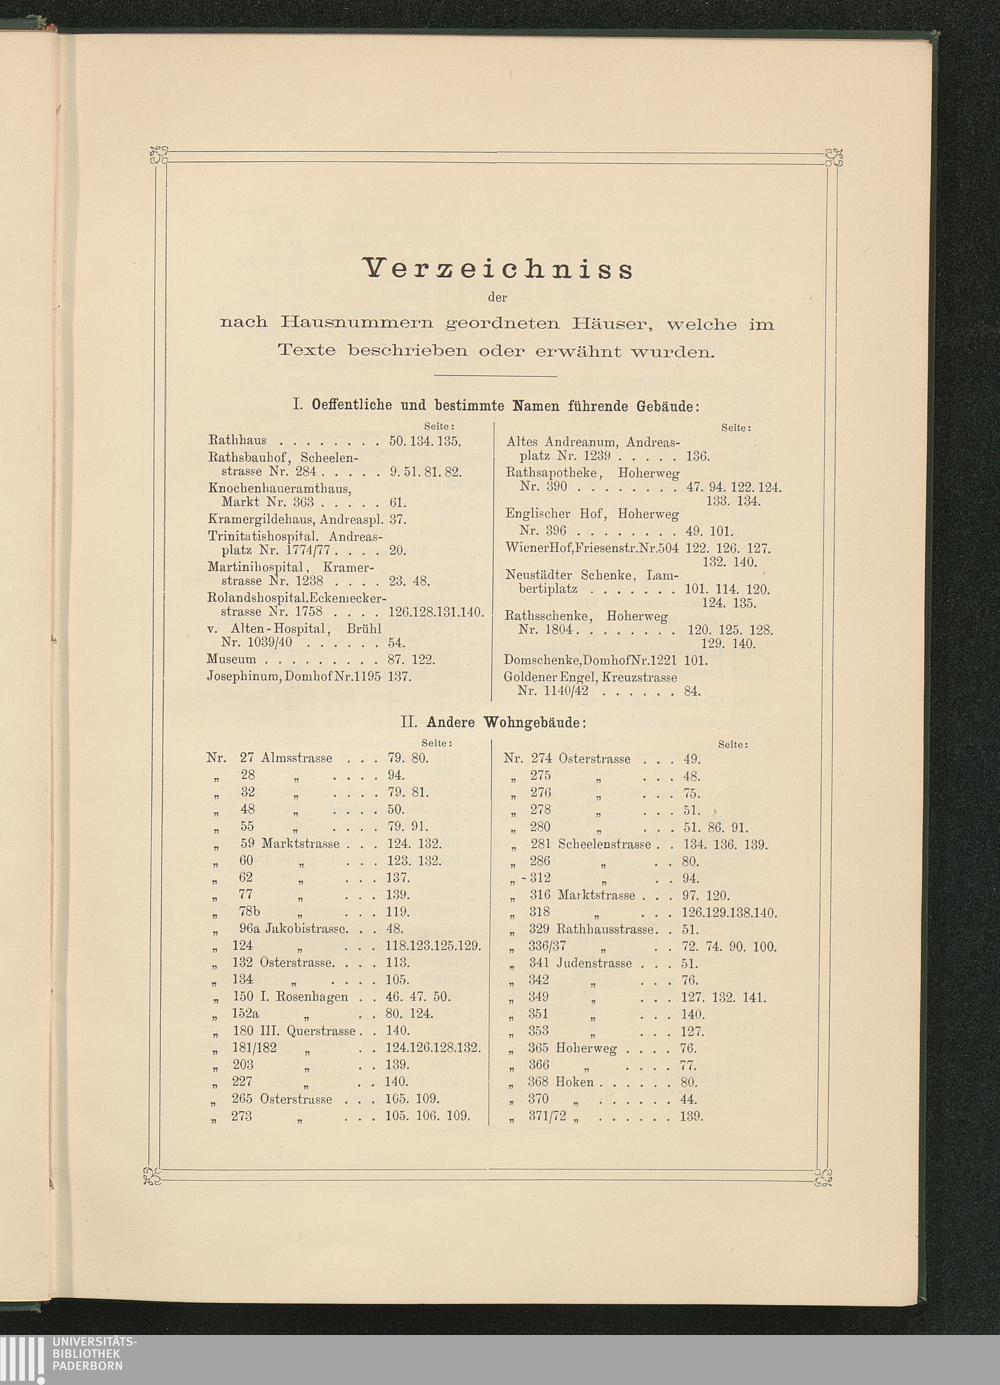 Verzeichniss
der
nach Hausnummern geordneten Häuser, welche im
Texte beschrieben oder erwähnt wurden.
I. Oeffentliche und bestimmte Namen führende Gebäude:
Seite:
Rathhaus . . . . . . . . 50. 134. 135.
Rathsbauhof, Scheelen-
strasse Nr. 284 . . . . . 9. 51. 81. 82.
Knochenhaueramthaus,
Markt Nr. 363 . . . . . 61.
Kramergildehaus, Andreaspl. 37.
Trinitatishospital, Andreas-
platz Nr. 1774/77 . . . . 20.
Martinihospital, Kramer-
strasse Nr. 1238 . . . . 23. 48.
Rolandshospital, Eckemecker-
strasse Nr. 1758 . . . . 126.128.131.140.
v. Alten-Hospital, Brühl
Nr. 1039/40 . . . . . . 54.
Museum . . . . . . . . . 87. 122.
Josephinum, Domhof Nr. 1195 137.
Seite:
Altes Andreanum, Andreas-
platz Nr. 1239 . . . . . 136.
Rathsapotheke, Hoherweg
Nr. 390 . . . . . . . . 47. 94. 122. 124.
133. 134.
Englischer Hof, Hoherweg
Nr. 396 . . . . . . . . 49. 101.
Wiener Hof, Friesenstr. Nr. 504 122. 126. 127.
132. 140.
Neustädter Schenke, Lam-
bertiplatz . . . . . . . 101. 114. 120.
124. 135.
Rathsschenke, Hoherweg
Nr. 1804 . . . . . . . . 120. 125. 128.
129. 140.
Domschenke, Domhof Nr. 1221 101.
Goldener Engel, Kreuzstrasse
Nr. 1140/42 . . . . . . 84.
II. Andere Wohngebäude:
Seite:
Nr. 27 Almsstrasse . . . 79. 80.
„ 28 „ . . . . 94.
„ 32 „ . . . . 79. 81.
„ 48 „ . . . . 50.
„ 55 „ . . . . 79. 91.
„ 59 Marktstrasse . . . 124. 132.
„ 60 „ . . . 123. 132.
„ 62 „ . . . 137.
„ 77 „ . . . 139.
„ 78b „ . . . 119.
„ 96a Jakobistrasse. . . 48.
„ 124 „ . . . 118.123.125.129.
„ 132 Osterstrasse. . . . 113.
„ 134 „ . . . . 105.
„ 150 I. Rosenhagen . . 46. 47. 50.
„ 152a „ . . 80. 124.
„ 180 III. Querstrasse . . 140.
„ 181/182 „ . . 124.126.128.132.
„ 203 „ . . 139.
„ 227 „ . . 140.
„ 265 Osterstrasse . . . 105. 109.
„ 273 „ . . . 105. 106. 109.
Seite:
Nr. 274 Osterstrasse . . . 49.
„ 275 „ . . . 48.
„ 276 „ . . . 75.
„ 278 „ . . . 51.
„ 280 „ . . . 51. 86. 91.
„ 281 Scheelenstrasse . . 134. 136. 139.
„ 286 „ . . 80.
„ 312 „ . . 94.
„ 316 Marktstrasse . . . 97. 120.
„ 318 „ . . . 126.129.138.140.
„ 329 Rathhausstrasse. . 51.
„ 336/37 „ . . 72. 74. 90. 100.
„ 341 Judenstrasse . . . 51.
„ 342 „ . . . 76.
„ 349 „ . . . 127. 132. 141.
„ 351 „ . . . 140.
„ 353 „ . . . 127.
„ 365 Hoherweg . . . . 76.
„ 366 „ . . . . 77.
„ 368 Hoken . . . . . . 80.
„ 370 „ . . . . . . 44.
„ 371/72 „ . . . . . . 139.
UNIVERSITÄTS-
BIBLIOTHEK
PADERBORN